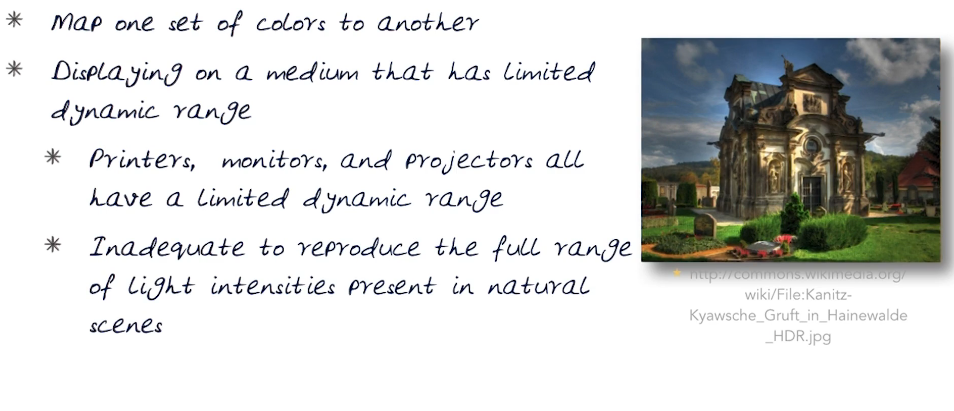 Map one set of colors to another
Displaying on a medium that has limited
dynamic range
Printers, monitors, and projectors all
have a limited dynamic range
Inadequate to reproduce the full range
of light intensities present in natural
scenes
http://commons.wikimedia.org/
wiki/File:Kanitz-
Kyawsche_Gruft_in_Hainewalde
_HDR.jpg